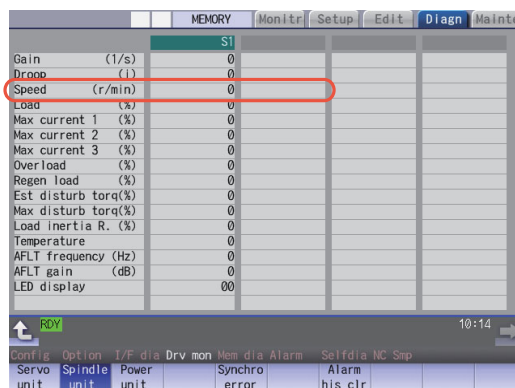 MEMORY Monitr Setup Edit Diagn Mainte
S1
Gain (1/s) 0
Droop (i) 0
Speed (r/min) 0
Load (%) 0
Max current 1 (%) 0
Max current 2 (%) 0
Max current 3 (%) 0
Overload (%) 0
Regen load (%) 0
Est disturb torq(%) 0
Max disturb torq(%) 0
Load inertia R. (%) 0
Temperature 0
AFLT frequency (Hz) 0
AFLT gain (dB) 0
LED display 00
RDY 10:14
Config Option I/F dia Drv mon Mem dia Alarm Selfdia NC Smp
Servo Spindle Power Synchro Alarm
unit unit unit error his clr